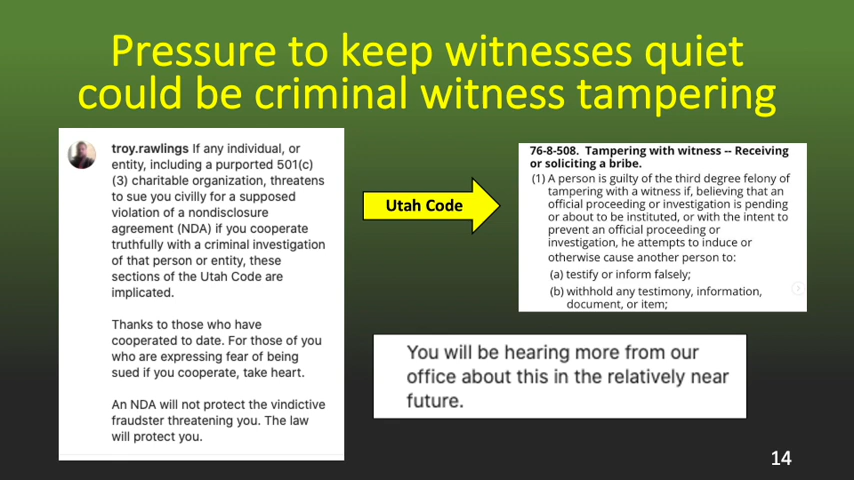 Pressure to keep witnesses quiet
could be criminal witness tampering
troy.rawlings If any individual, or
entity, including a purported 501(c)
(3) charitable organization, threatens
to sue you civilly for a supposed
violation of a nondisclosure
agreement (NDA) if you cooperate
truthfully with a criminal investigation
of that person or entity, these
sections of the Utah Code are
implicated.
Thanks to those who have
cooperated to date. For those of you
who are expressing fear of being
sued if you cooperate, take heart.
An NDA will not protect the vindictive
fraudster threatening you. The law
will protect you.
Utah Code
76-8-508. Tampering with witness -- Receiving
or soliciting a bribe.
(1) A person is guilty of the third degree felony of
tampering with a witness if, believing that an
official proceeding or investigation is pending
or about to be instituted, or with the intent to
prevent an official proceeding or
investigation, he attempts to induce or
otherwise cause another person to:
(a) testify or inform falsely;
(b) withhold any testimony, information,
document, or item;
You will be hearing more from our
office about this in the relatively near
future.
14